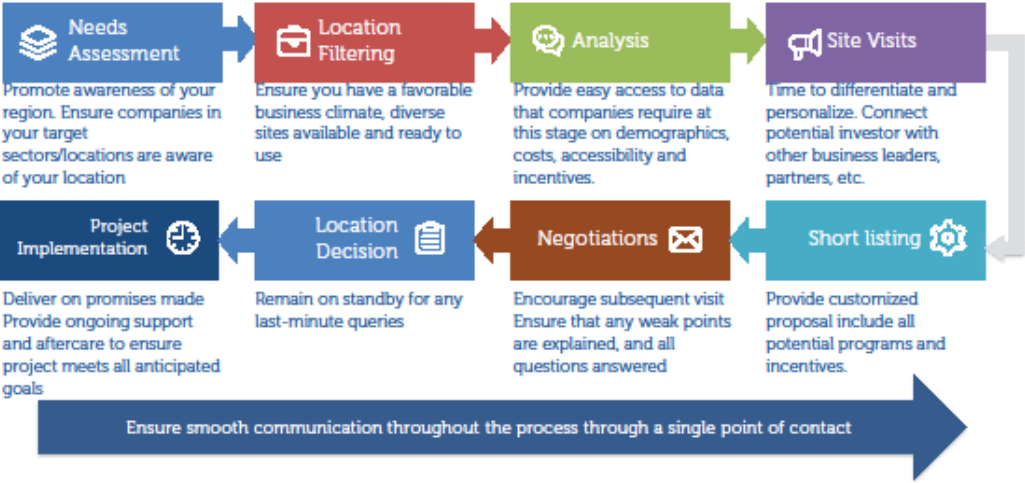 Needs
Assessment
Promote awareness of your
region. Ensure companies in
your target
sectors/locations are aware
of your location
Location
Filtering
Ensure you have a favorable
business climate, diverse
sites available and ready to
use
Analysis
Provide easy access to data
that companies require at
this stage on demographics,
costs, accessibility and
incentives.
Site Visits
Time to differentiate and
personalize. Connect
potential investor with
other business leaders,
partners, etc.
Short listing
Provide customized
proposal include all
potential programs and
incentives.
Negotiations
Encourage subsequent visit
Ensure that any weak points
are explained, and all
questions answered
Location
Decision
Remain on standby for any
last-minute queries
Project
Implementation
Deliver on promises made
Provide ongoing support
and aftercare to ensure
project meets all anticipated
goals
Ensure smooth communication throughout the process through a single point of contact